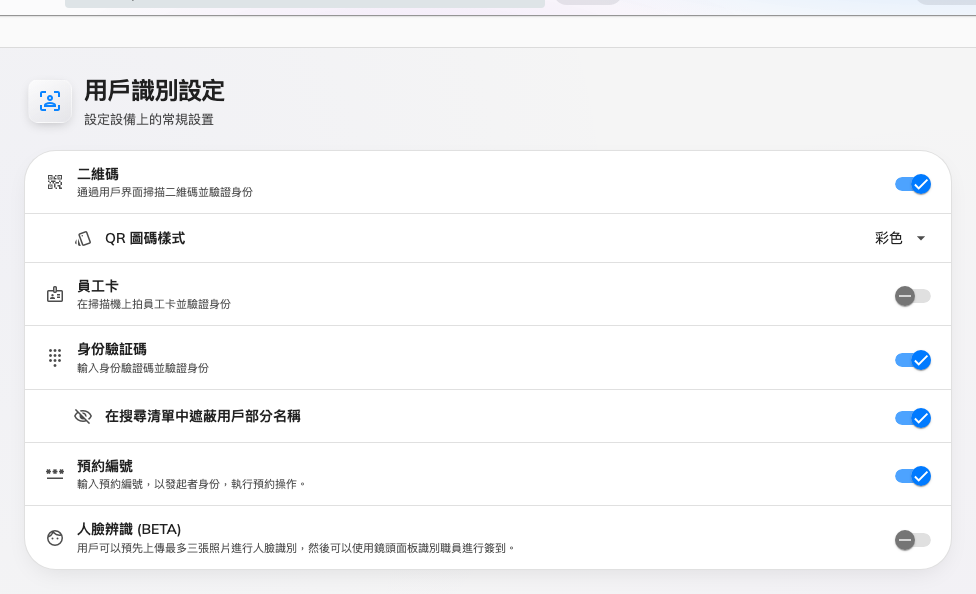 用戶識別設定
設定設備上的常規設置
二維碼
通過用戶界面掃描二維碼並驗證身份
QR 圖碼樣式
彩色
員工卡
在掃描機上拍員工卡並驗證身份
身份驗証碼
輸入身份驗證碼並驗證身份
在搜尋清單中遮蔽用戶部分名稱
預約編號
輸入預約編號，以發起者身份，執行預約操作。
人臉辨識 (BETA)
用戶可以預先上傳最多三張照片進行人臉識別，然後可以使用鏡頭面板識別職員進行簽到。